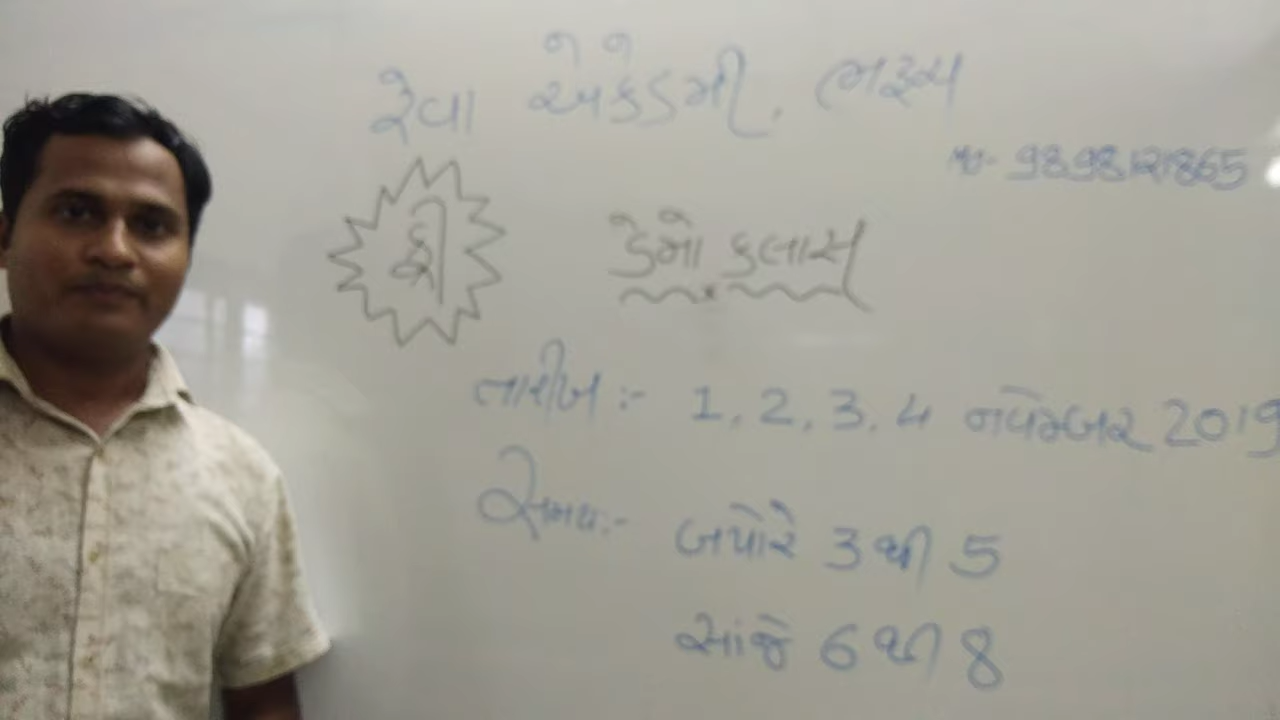 રેવા એકેડમી, ભરૂચ
મો- 9898121865
ફ્રી
ડેમો ક્લાસ
તારીખ :- 1, 2, 3, 4 નવેમ્બર 2019
સમય:- બપોરે 3 થી 5
સાંજે 6 થી 8